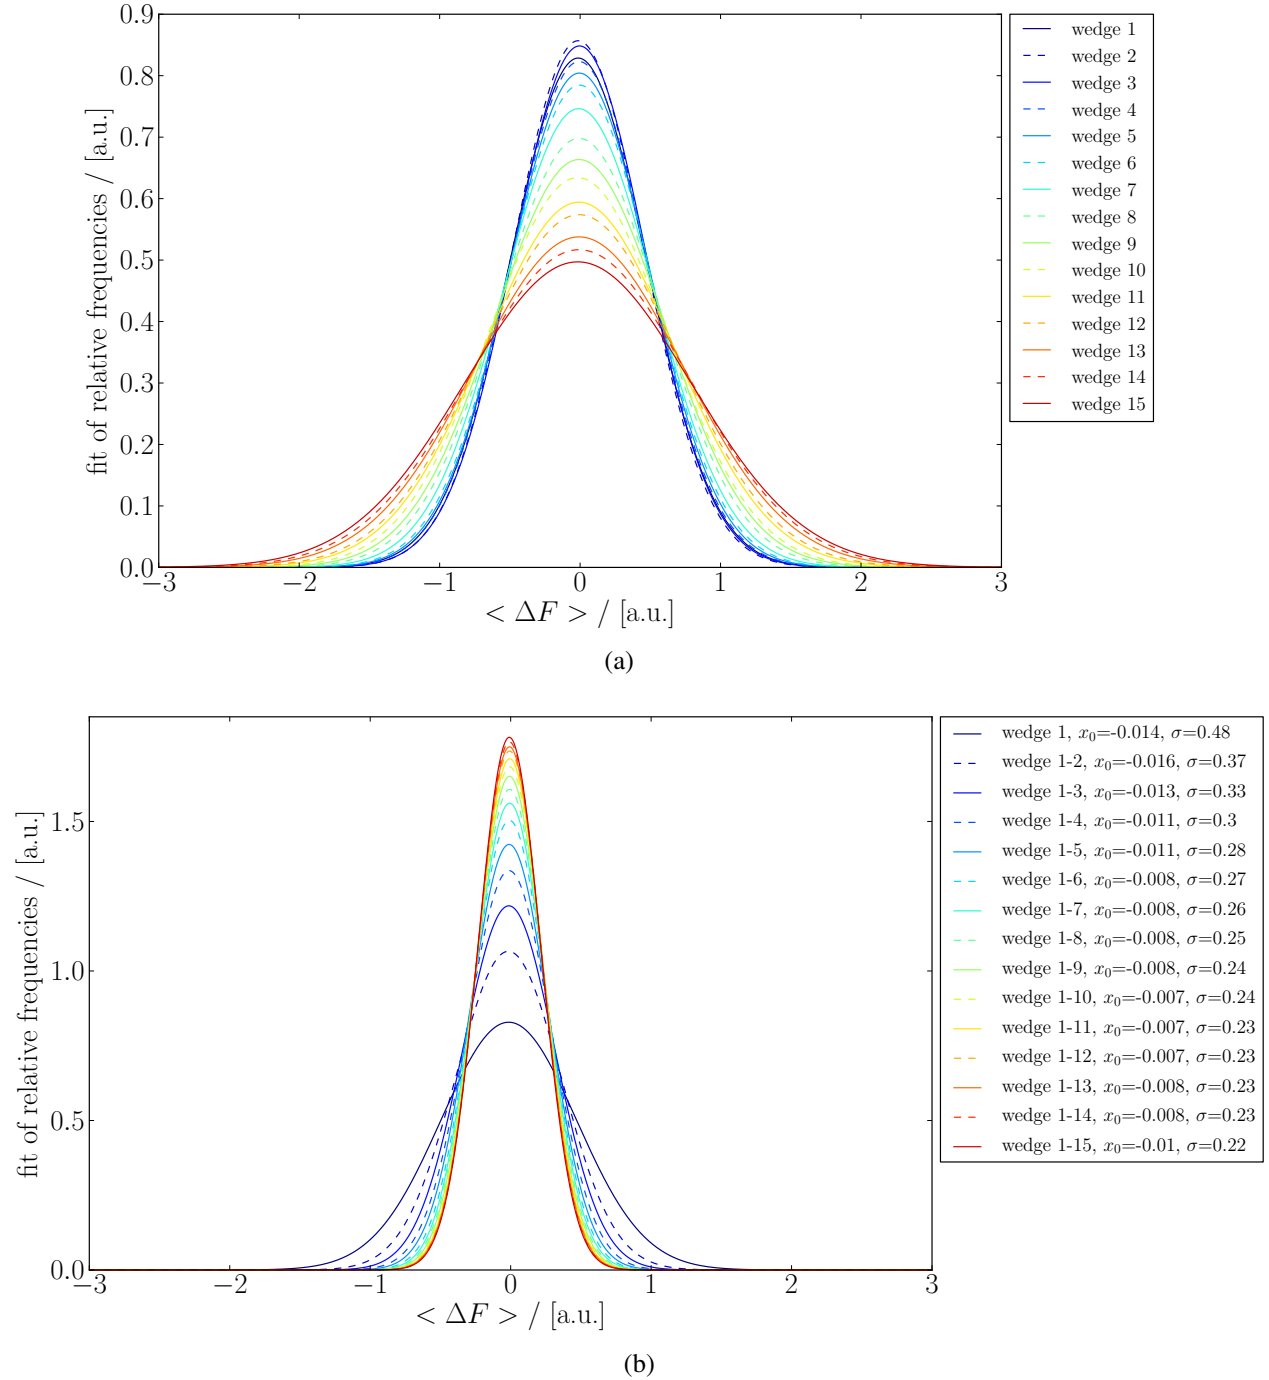 0.9
0.8
0.7
0.6
0.5
0.4
0.3
0.2
0.1
0.0
fit of relative frequencies / [a.u.]
−3 −2 −1 0 1 2 3
< ΔF > / [a.u.]
wedge 1
wedge 2
wedge 3
wedge 4
wedge 5
wedge 6
wedge 7
wedge 8
wedge 9
wedge 10
wedge 11
wedge 12
wedge 13
wedge 14
wedge 15
(a)
1.5
1.0
0.5
0.0
fit of relative frequencies / [a.u.]
−3 −2 −1 0 1 2 3
< ΔF > / [a.u.]
wedge 1, x₀=-0.014, σ=0.48
wedge 1-2, x₀=-0.016, σ=0.37
wedge 1-3, x₀=-0.013, σ=0.33
wedge 1-4, x₀=-0.011, σ=0.3
wedge 1-5, x₀=-0.011, σ=0.28
wedge 1-6, x₀=-0.008, σ=0.27
wedge 1-7, x₀=-0.008, σ=0.26
wedge 1-8, x₀=-0.008, σ=0.25
wedge 1-9, x₀=-0.008, σ=0.24
wedge 1-10, x₀=-0.007, σ=0.24
wedge 1-11, x₀=-0.007, σ=0.23
wedge 1-12, x₀=-0.007, σ=0.23
wedge 1-13, x₀=-0.008, σ=0.23
wedge 1-14, x₀=-0.008, σ=0.23
wedge 1-15, x₀=-0.01, σ=0.22
(b)